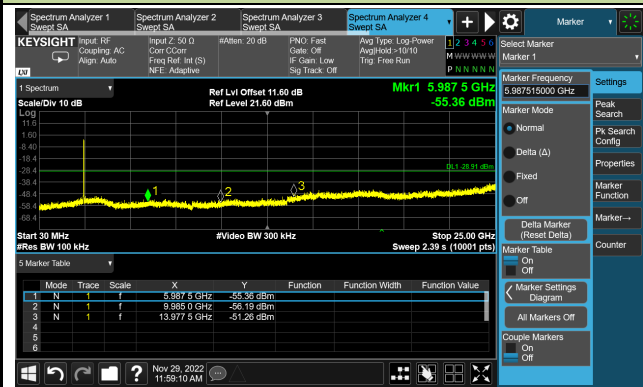 Spectrum Analyzer 1
Swept SA
Spectrum Analyzer 2
Swept SA
Spectrum Analyzer 3
Swept SA
Spectrum Analyzer 4
Swept SA
Marker
KEYSIGHT
Input: RF
Coupling: AC
Align: Auto
Input Z: 50 Ω
Corr CCorr
Freq Ref: Int (S)
NFE: Adaptive
#Atten: 20 dB
PNO: Fast
Gate: Off
IF Gain: Low
Sig Track: Off
Avg Type: Log-Power
Avg|Hold:>10/10
Trig: Free Run
1 2 3 4 5 6
M W W W W W
P N N N N N
LXI
Select Marker
Marker 1
1 Spectrum
Scale/Div 10 dB
Ref Lvl Offset 11.60 dB
Ref Level 21.60 dBm
Mkr1 5.987 5 GHz
-55.36 dBm
Log
11.6
1.60
-8.40
-18.4
-28.4
-38.4
-48.4
-58.4
-68.4
DL1 -28.91 dBm
1
2
3
Start 30 MHz
#Res BW 100 kHz
#Video BW 300 kHz
Stop 25.00 GHz
Sweep 2.39 s (10001 pts)
5 Marker Table
Mode Trace Scale X Y Function Function Width Function Value
1 N 1 f 5.987 5 GHz -55.36 dBm
2 N 1 f 9.985 0 GHz -56.19 dBm
3 N 1 f 13.977 5 GHz -51.26 dBm
4
5
6
Marker Frequency
5.987515000 GHz
Marker Mode
Normal
Delta (Δ)
Fixed
Off
Delta Marker
(Reset Delta)
Marker Table
On
Off
Marker Settings
Diagram
All Markers Off
Couple Markers
On
Off
Settings
Peak
Search
Pk Search
Config
Properties
Marker
Function
Marker→
Counter
?
Nov 29, 2022
11:59:10 AM